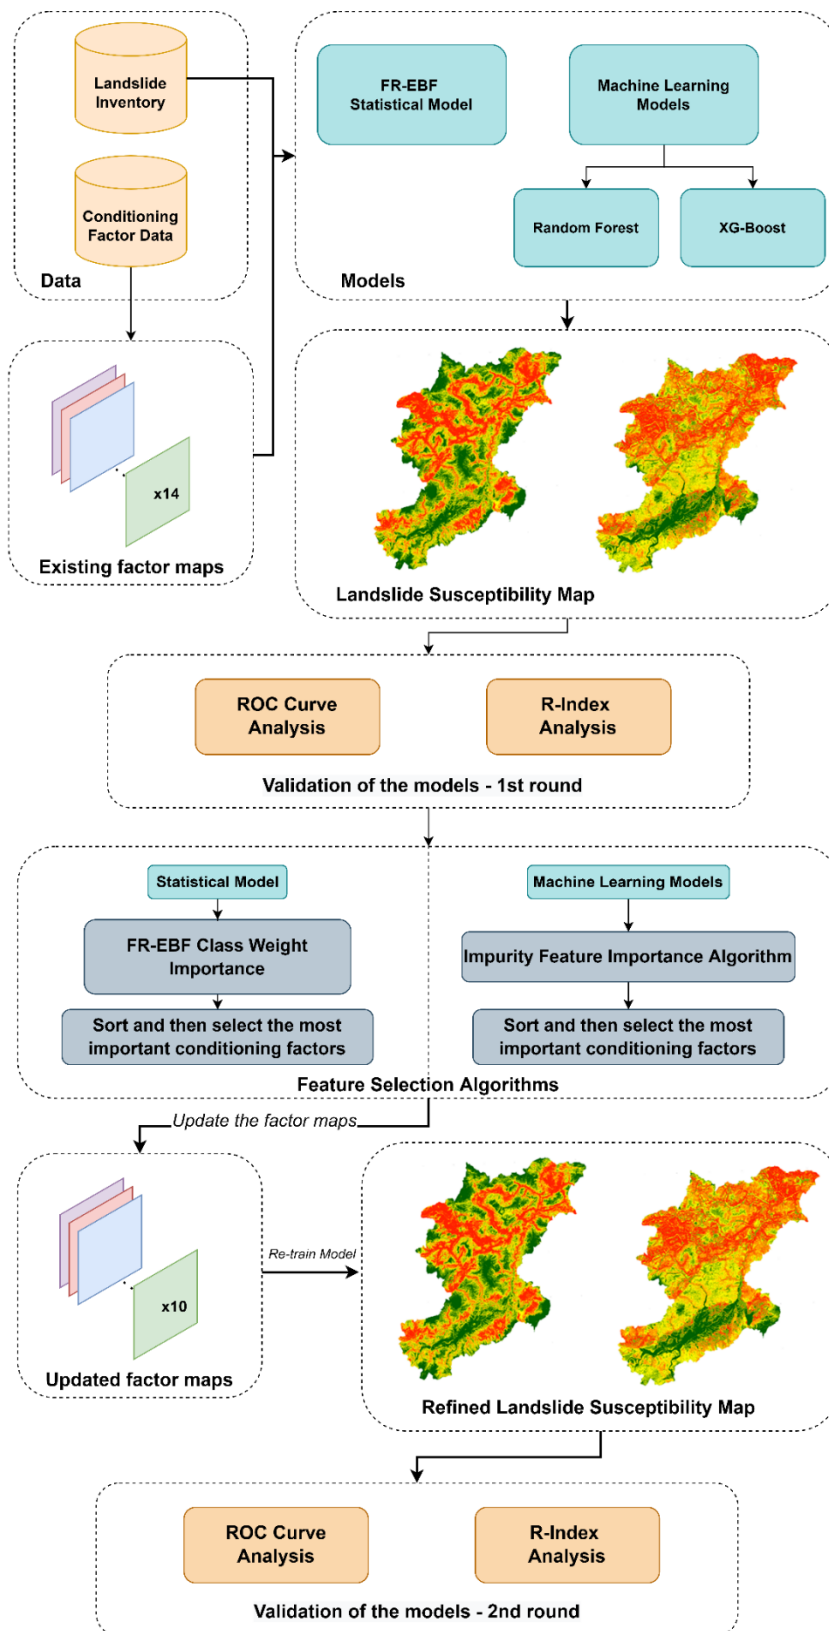 Landslide
Inventory
Conditioning
Factor Data
Data
FR-EBF
Statistical Model
Machine Learning
Models
Random Forest
XG-Boost
Models
x14
Existing factor maps
Landslide Susceptibility Map
ROC Curve
Analysis
R-Index
Analysis
Validation of the models - 1st round
Statistical Model
FR-EBF Class Weight
Importance
Sort and then select the most
important conditioning factors
Machine Learning Models
Impurity Feature Importance Algorithm
Sort and then select the most
important conditioning factors
Feature Selection Algorithms
Update the factor maps
x10
Updated factor maps
Re-train Model
Refined Landslide Susceptibility Map
ROC Curve
Analysis
R-Index
Analysis
Validation of the models - 2nd round